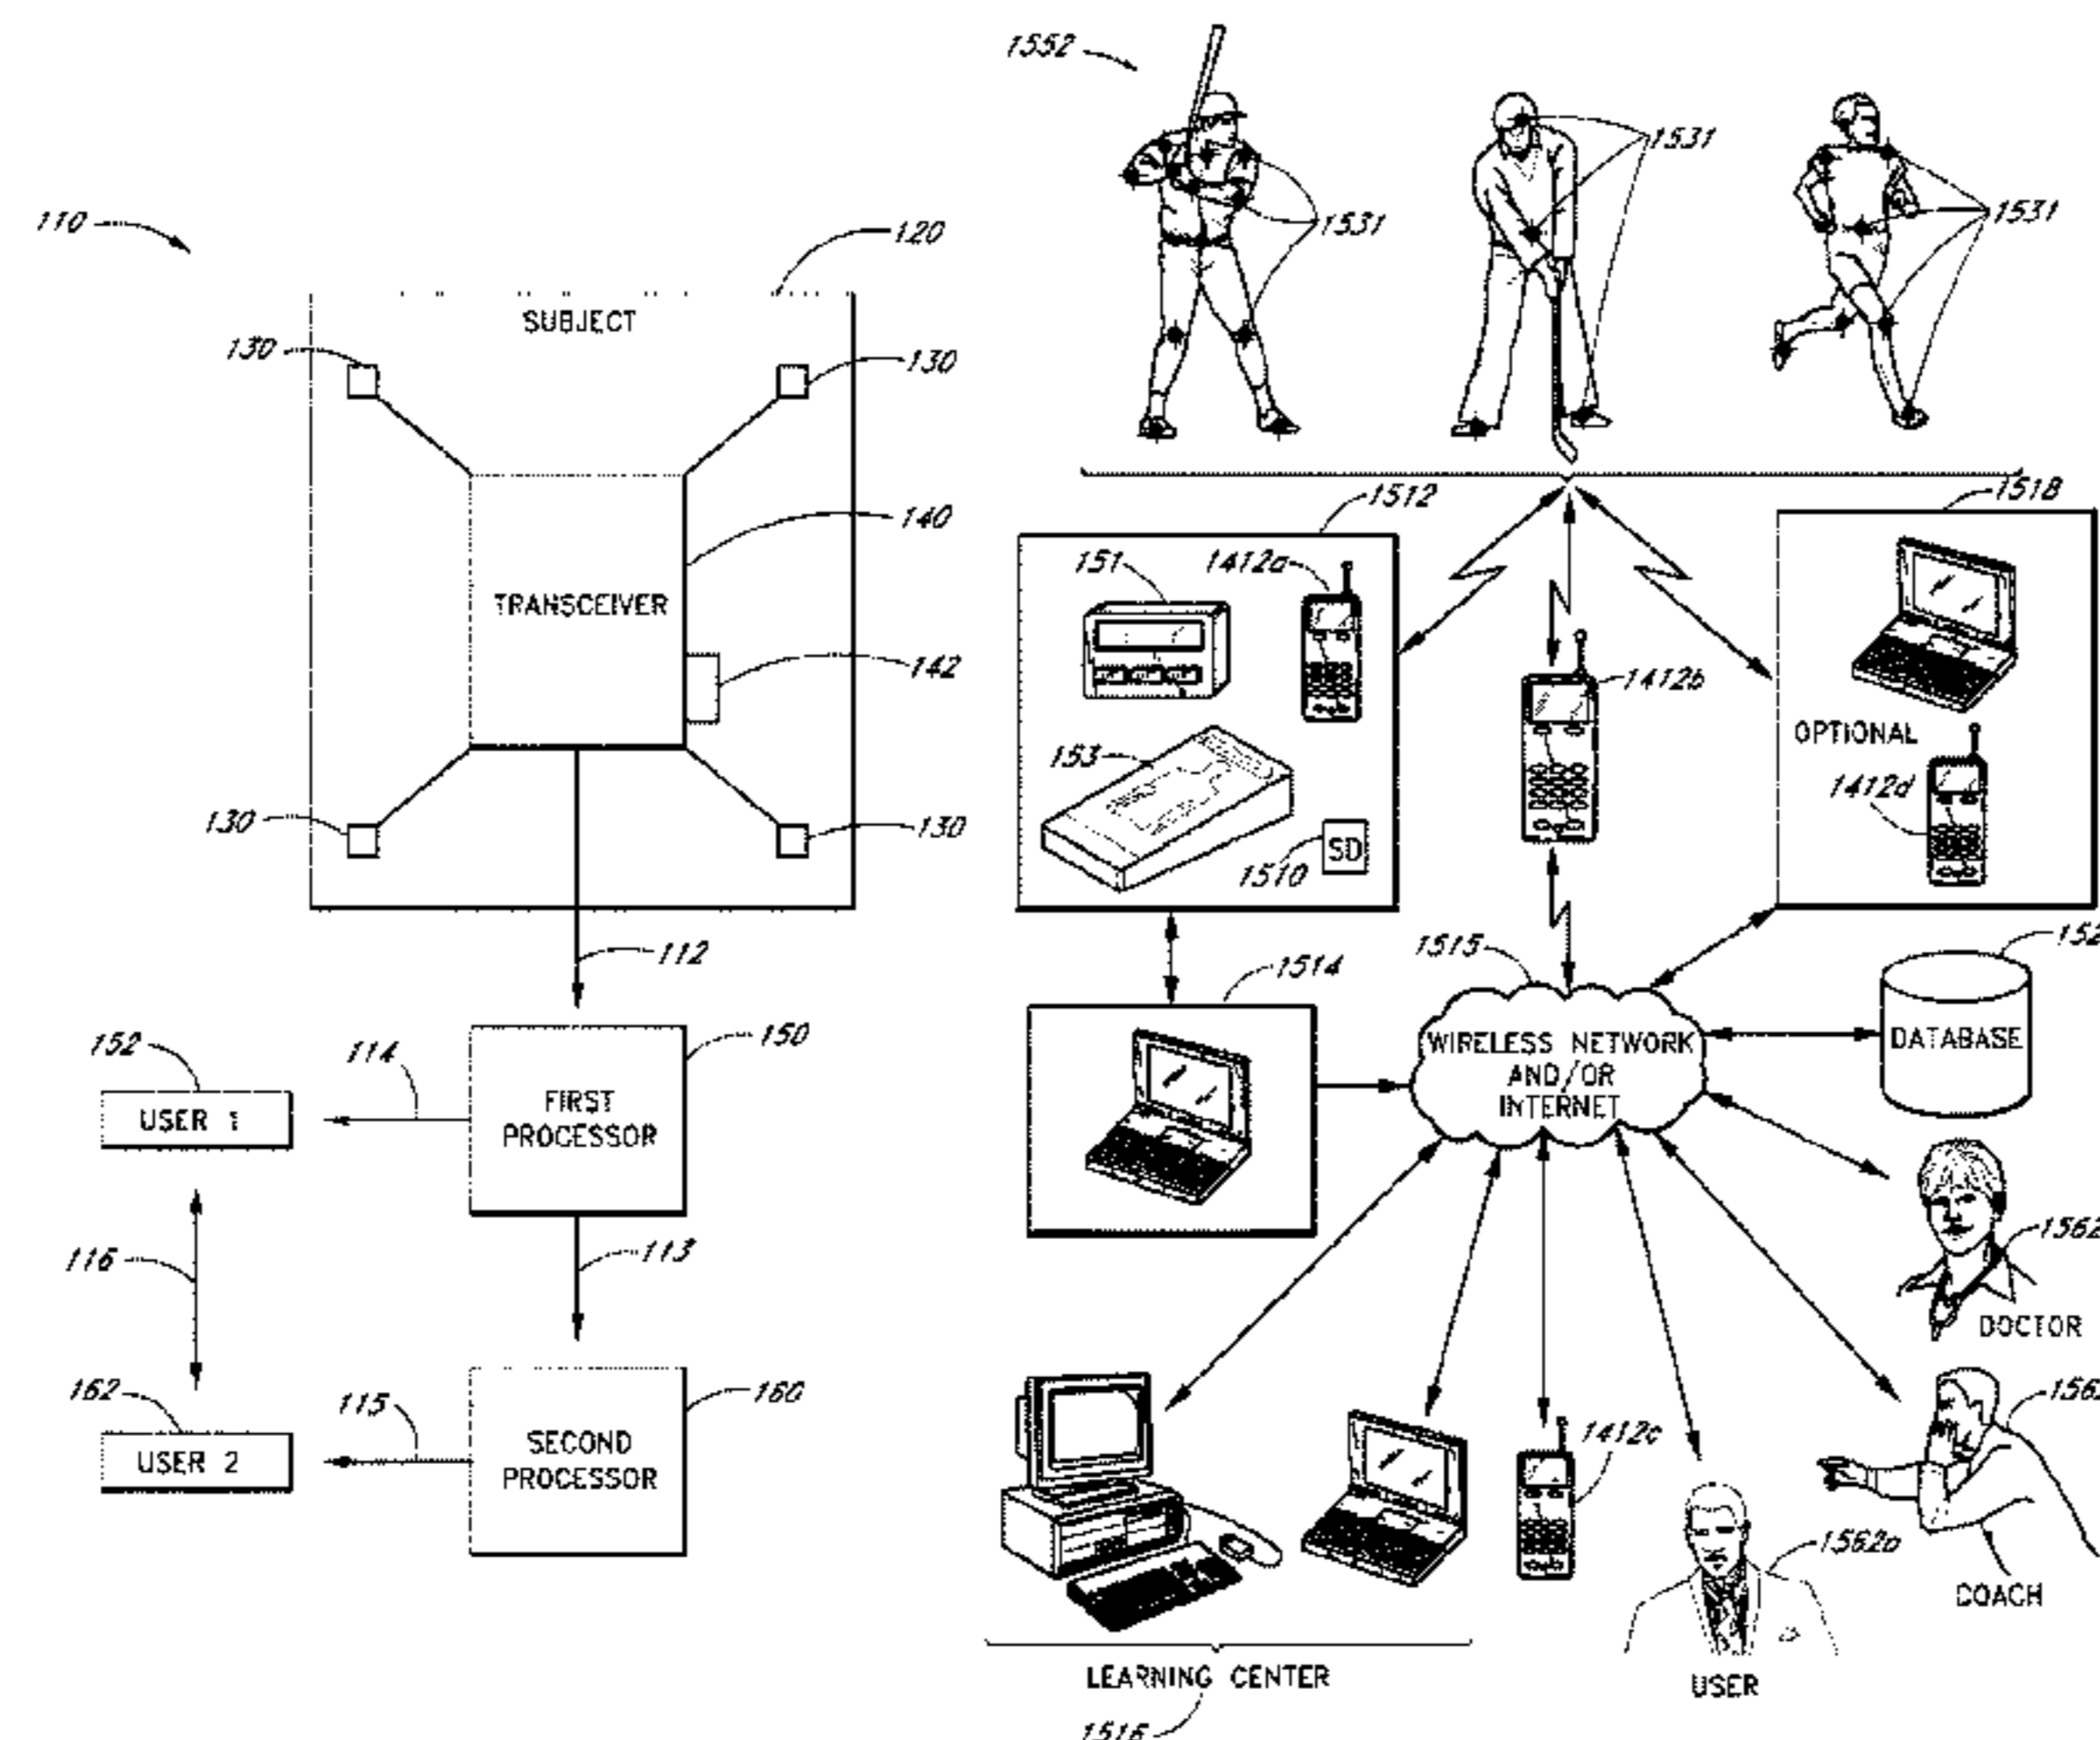 110
120
SUBJECT
130
130
140
TRANSCEIVER
142
130
130
112
150
152
114
FIRST
PROCESSOR
USER 1
113
116
162
115
160
SECOND
PROCESSOR
USER 2
1552
1531
1531
1531
1512
1518
151
1412a
1412b
OPTIONAL
153
1412d
1510
SD
1515
1514
WIRELESS NETWORK
AND/OR
INTERNET
DATABASE
DOCTOR
1412c
1562a
COACH
LEARNING CENTER
USER
1516